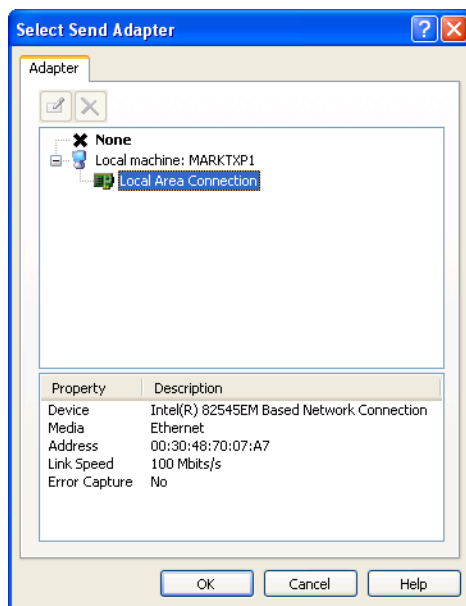 Select Send Adapter
Adapter
None
Local machine: MARKTXP1
Local Area Connection
Property Description
Device Intel(R) 82545EM Based Network Connection
Media Ethernet
Address 00:30:48:70:07:A7
Link Speed 100 Mbits/s
Error Capture No
OK Cancel Help